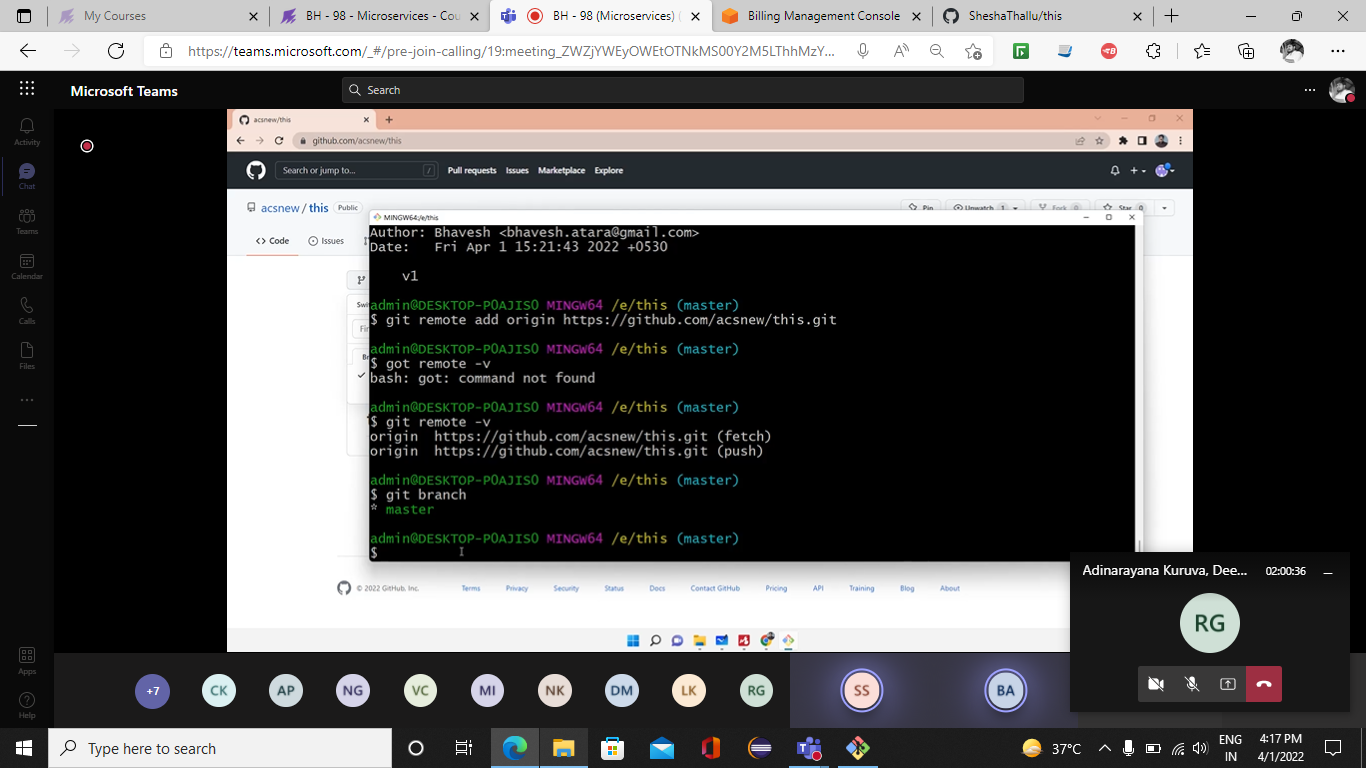 My Courses
BH - 98 - Microservices - Cou
BH - 98 (Microservices) (
Billing Management Console
SheshaThallu/this
https://teams.microsoft.com/_#/pre-join-calling/19:meeting_ZWZjYWEyOWEtOTNkMS00Y2M5LThhMzY...
Microsoft Teams
Search
Activity
Chat
Teams
Calendar
Calls
Files
Apps
Help
acsnew/this
github.com/acsnew/this
Search or jump to...
/
Pull requests
Issues
Marketplace
Explore
acsnew / this
Public
Pin
Unwatch 1
Fork 0
Star 0
Code
Issues
MINGW64:/e/this
Author: Bhavesh <bhavesh.atara@gmail.com>
Date: Fri Apr 1 15:21:43 2022 +0530
v1
admin@DESKTOP-P0AJIS0 MINGW64 /e/this (master)
$ git remote add origin https://github.com/acsnew/this.git
admin@DESKTOP-P0AJIS0 MINGW64 /e/this (master)
$ got remote -v
bash: got: command not found
admin@DESKTOP-P0AJIS0 MINGW64 /e/this (master)
$ git remote -v
origin https://github.com/acsnew/this.git (fetch)
origin https://github.com/acsnew/this.git (push)
admin@DESKTOP-P0AJIS0 MINGW64 /e/this (master)
$ git branch
* master
admin@DESKTOP-P0AJIS0 MINGW64 /e/this (master)
$
© 2022 GitHub, Inc.
Terms
Privacy
Security
Status
Docs
Contact GitHub
Pricing
API
Training
Blog
About
Adinarayana Kuruva, Dee...
02:00:36
RG
+7
CK
AP
NG
VC
MI
NK
DM
LK
RG
SS
BA
Type here to search
37°C
ENG
IN
4:17 PM
4/1/2022